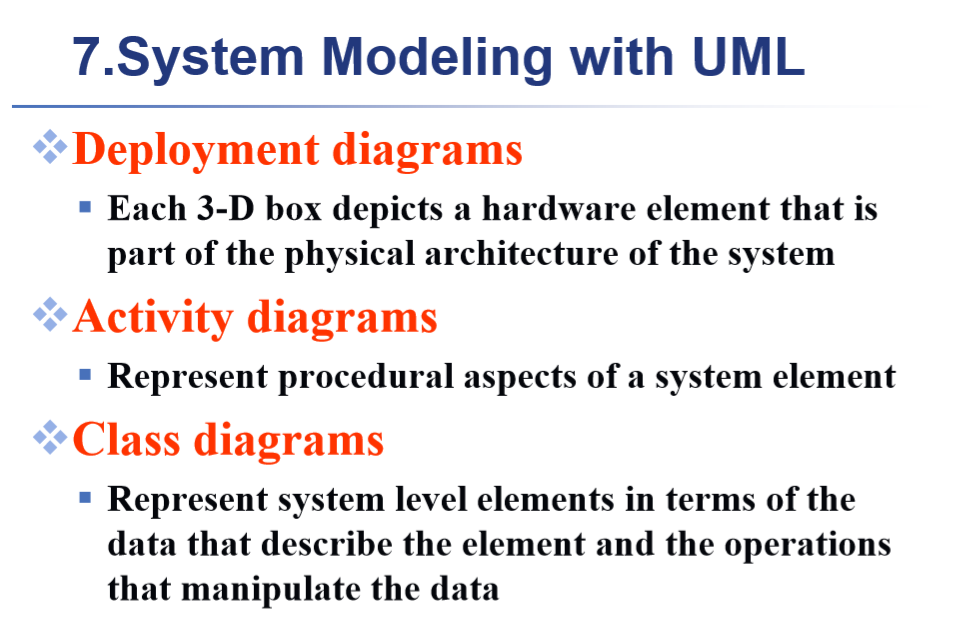 7.System Modeling with UML
Deployment diagrams
Each 3-D box depicts a hardware element that is
part of the physical architecture of the system
Activity diagrams
Represent procedural aspects of a system element
Class diagrams
Represent system level elements in terms of the
data that describe the element and the operations
that manipulate the data